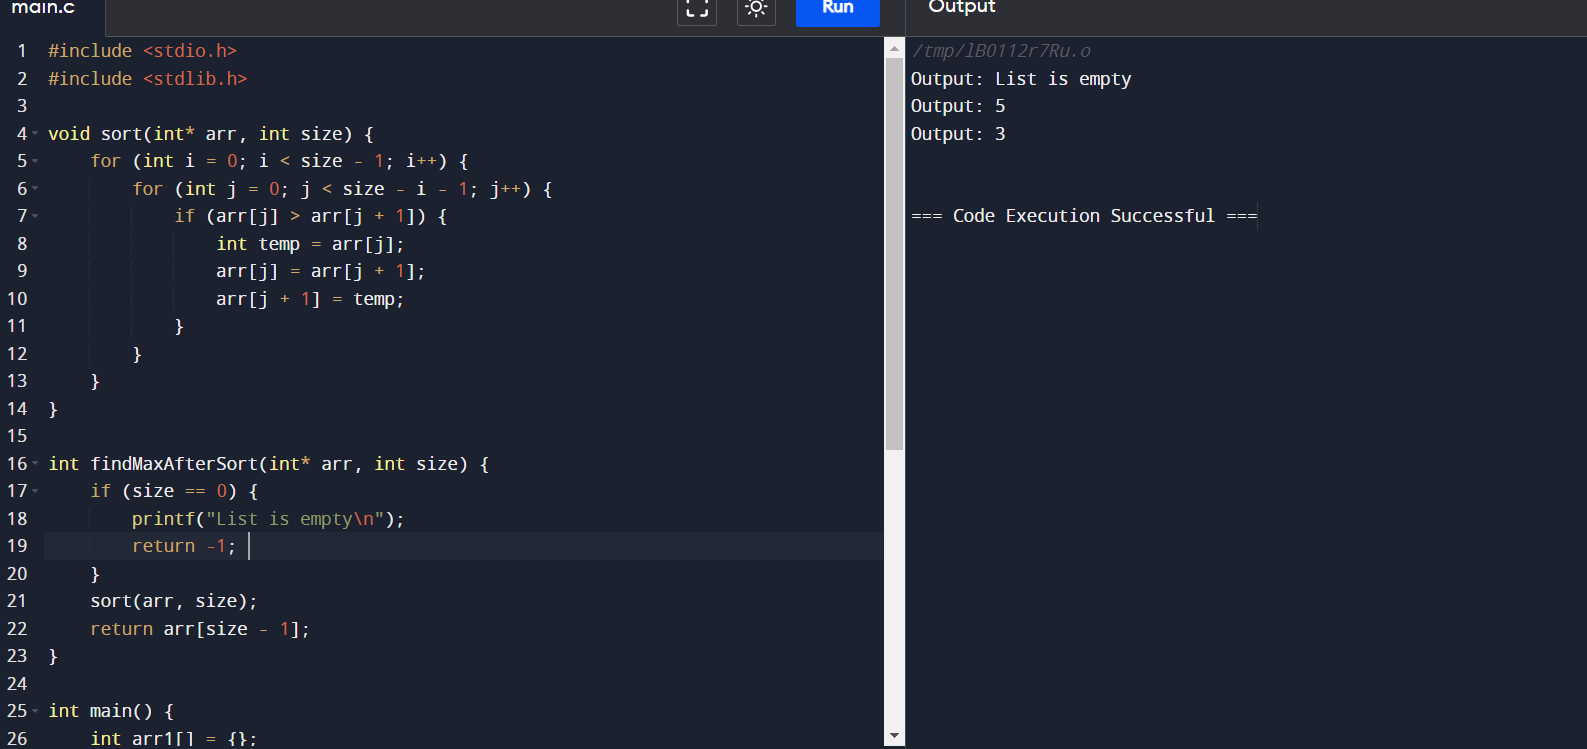 main.c
Run
Output
1 #include <stdio.h>
2 #include <stdlib.h>
3
4 void sort(int* arr, int size) {
5     for (int i = 0; i < size - 1; i++) {
6         for (int j = 0; j < size - i - 1; j++) {
7             if (arr[j] > arr[j + 1]) {
8                 int temp = arr[j];
9                 arr[j] = arr[j + 1];
10                 arr[j + 1] = temp;
11             }
12         }
13     }
14 }
15
16 int findMaxAfterSort(int* arr, int size) {
17     if (size == 0) {
18         printf("List is empty\n");
19         return -1;
20     }
21     sort(arr, size);
22     return arr[size - 1];
23 }
24
25 int main() {
26     int arr1[] = {};
/tmp/lBO112r7Ru.o
Output: List is empty
Output: 5
Output: 3
=== Code Execution Successful ===